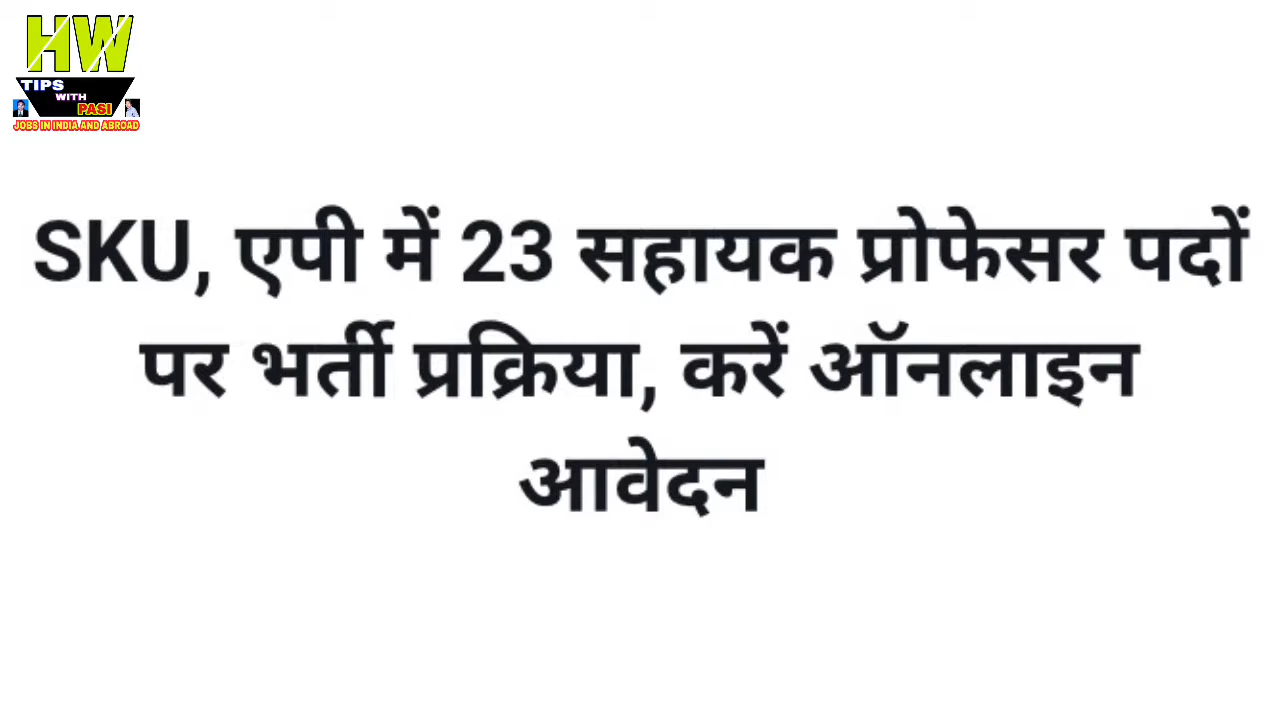 HW
TIPS
WITH
PASI
JOBS IN INDIA AND ABROAD
SKU, एपी में 23 सहायक प्रोफेसर पदों
पर भर्ती प्रक्रिया, करें ऑनलाइन
आवेदन